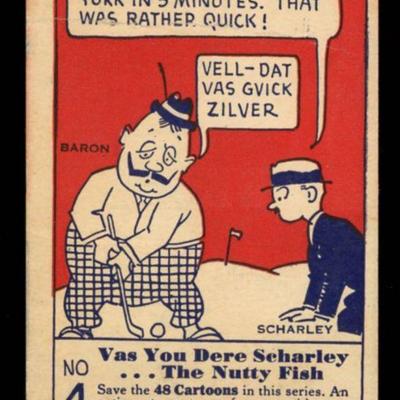 YORK IN 5 MINUTES. THAT
WAS RATHER QUICK!
VELL-DAT
VAS GVICK
ZILVER
BARON
SCHARLEY
NO
4
Vas You Dere Scharley
... The Nutty Fish
Save the 48 Cartoons in this series. An